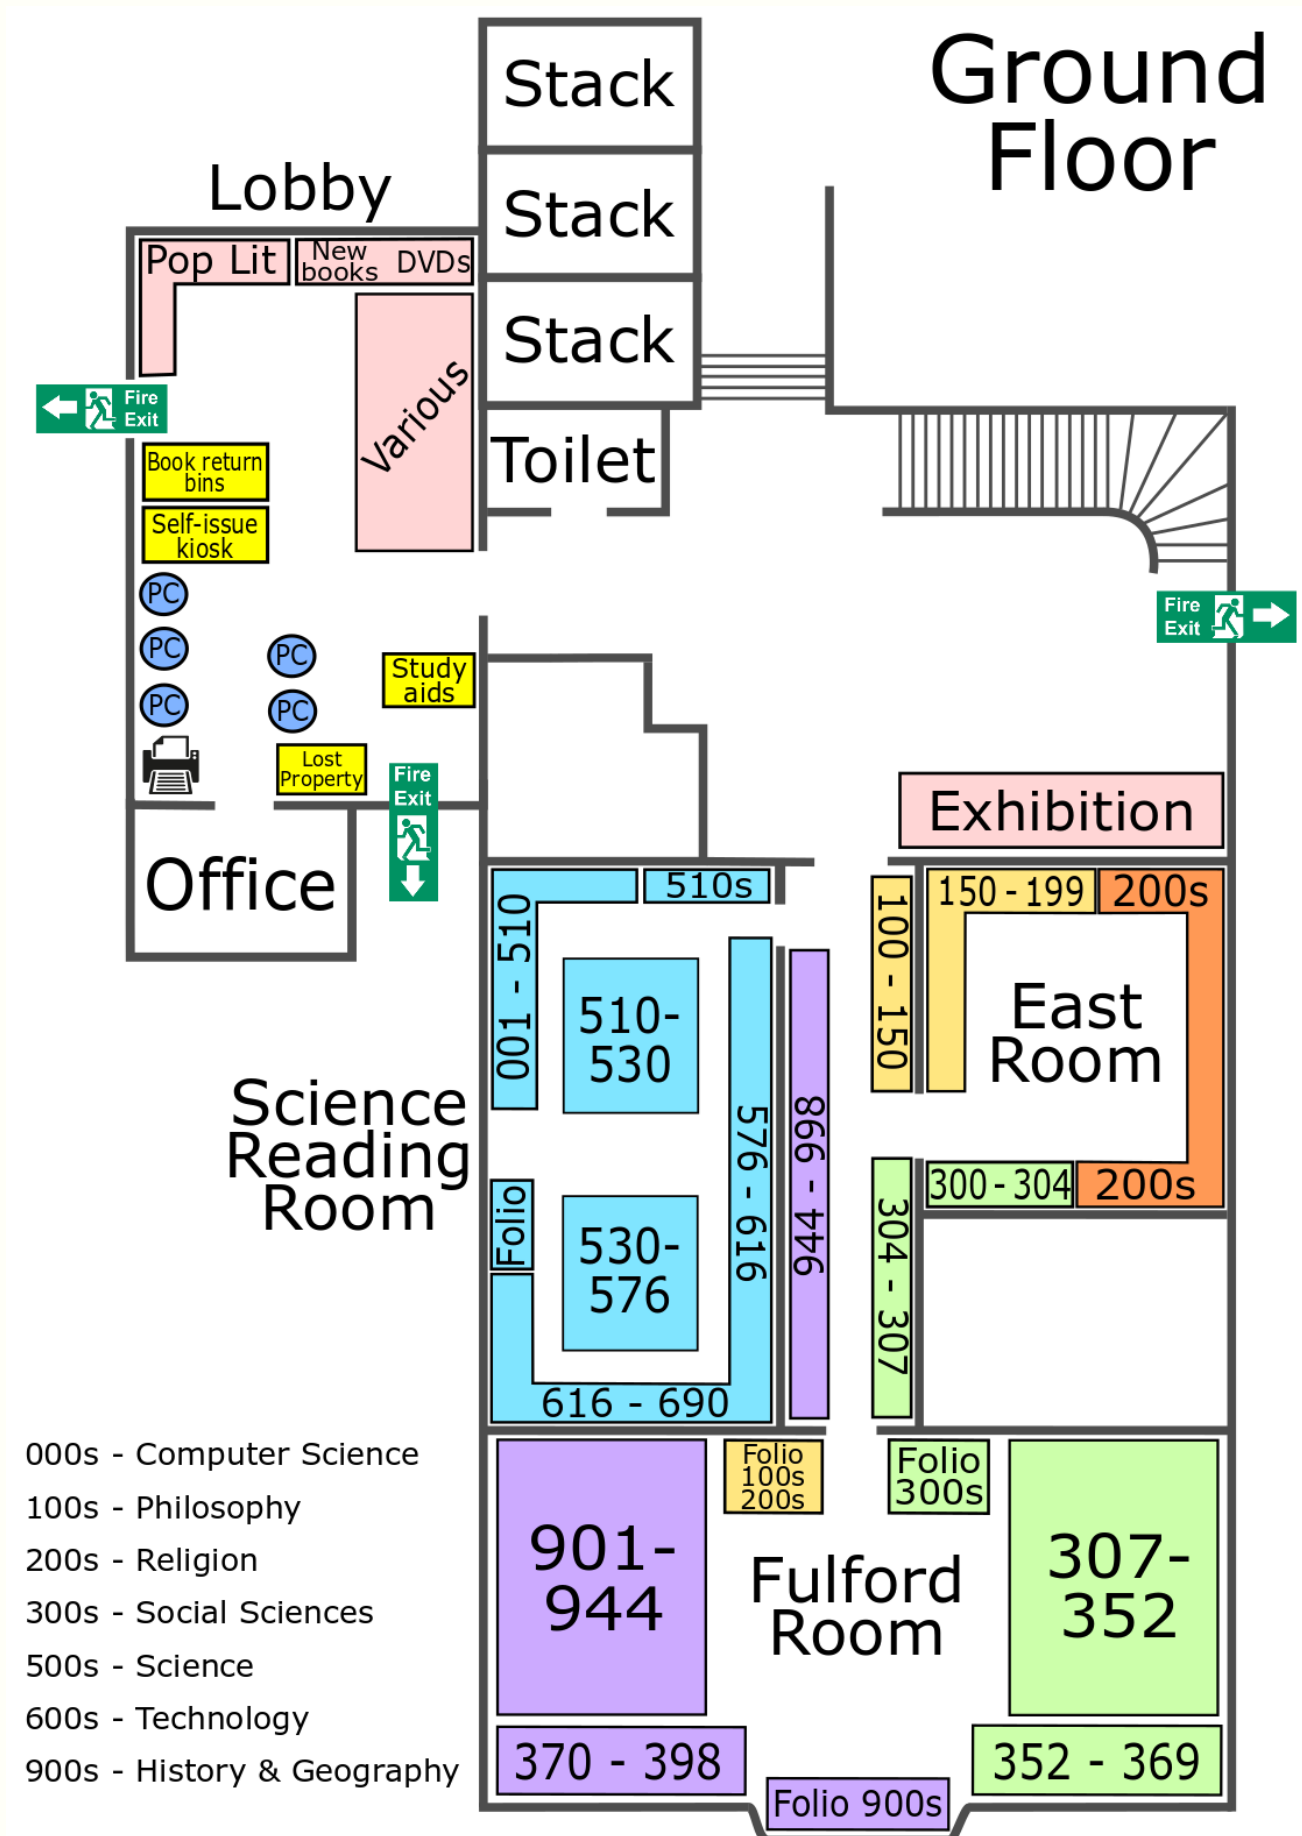 Ground
Floor
Stack
Stack
Stack
Lobby
Pop Lit
New
books
DVDs
Various
Fire
Exit
Toilet
Book return
bins
Self-issue
kiosk
PC
PC
PC
PC
PC
Study
aids
Lost
Property
Fire
Exit
Fire
Exit
Office
Exhibition
001 - 510
510s
510-
530
530-
576
576 - 616
Folio
616 - 690
Science
Reading
Room
944 - 998
100 - 150
150 - 199
200s
East
Room
300 - 304
200s
304 - 307
901-
944
Folio
100s
200s
Folio
300s
307-
352
Fulford
Room
370 - 398
352 - 369
Folio 900s
000s - Computer Science
100s - Philosophy
200s - Religion
300s - Social Sciences
500s - Science
600s - Technology
900s - History & Geography